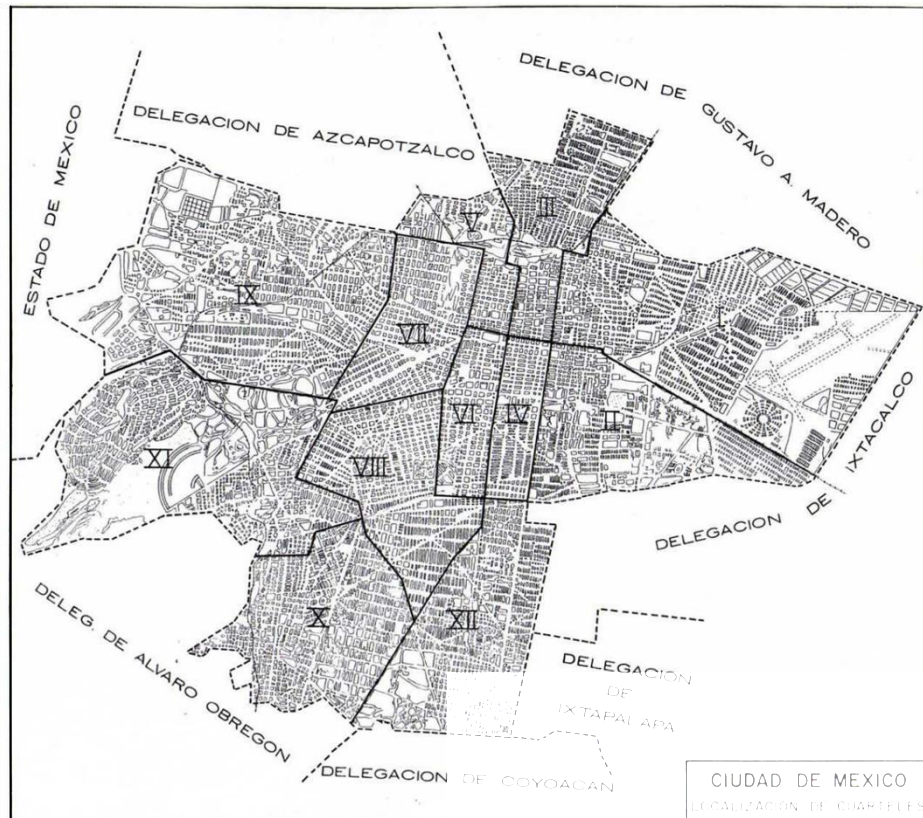 DELEGACION DE GUSTAVO A. MADERO
DELEGACION DE AZCAPOTZALCO
ESTADO DE MEXICO
III
V
IX
VII
I
VI
IV
II
DELEGACION DE IXTACALCO
XI
VIII
X
XII
DELEG. DE ALVARO OBREGON
DELEGACION
DE
IXTAPALAPA
DELEGACION DE COYOACAN
CIUDAD DE MEXICO
LOCALIZACION DE CUARTELES